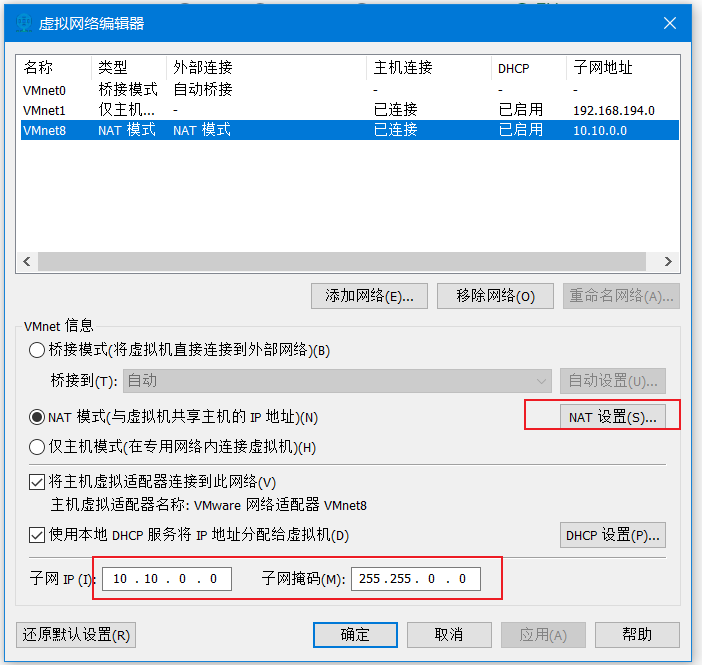 虚拟网络编辑器
名称 类型 外部连接 主机连接 DHCP 子网地址
VMnet0 桥接模式 自动桥接 - - -
VMnet1 仅主机... - 已连接 已启用 192.168.194.0
VMnet8 NAT 模式 NAT 模式 已连接 已启用 10.10.0.0
添加网络(E)... 移除网络(O) 重命名网络(A)...
VMnet 信息
桥接模式(将虚拟机直接连接到外部网络)(B)
桥接到(T): 自动 自动设置(U)...
NAT 模式(与虚拟机共享主机的 IP 地址)(N) NAT 设置(S)...
仅主机模式(在专用网络内连接虚拟机)(H)
将主机虚拟适配器连接到此网络(V)
主机虚拟适配器名称: VMware 网络适配器 VMnet8
使用本地 DHCP 服务将 IP 地址分配给虚拟机(D) DHCP 设置(P)...
子网 IP (I): 10 . 10 . 0 . 0 子网掩码(M): 255 . 255 . 0 . 0
还原默认设置(R) 确定 取消 应用(A) 帮助